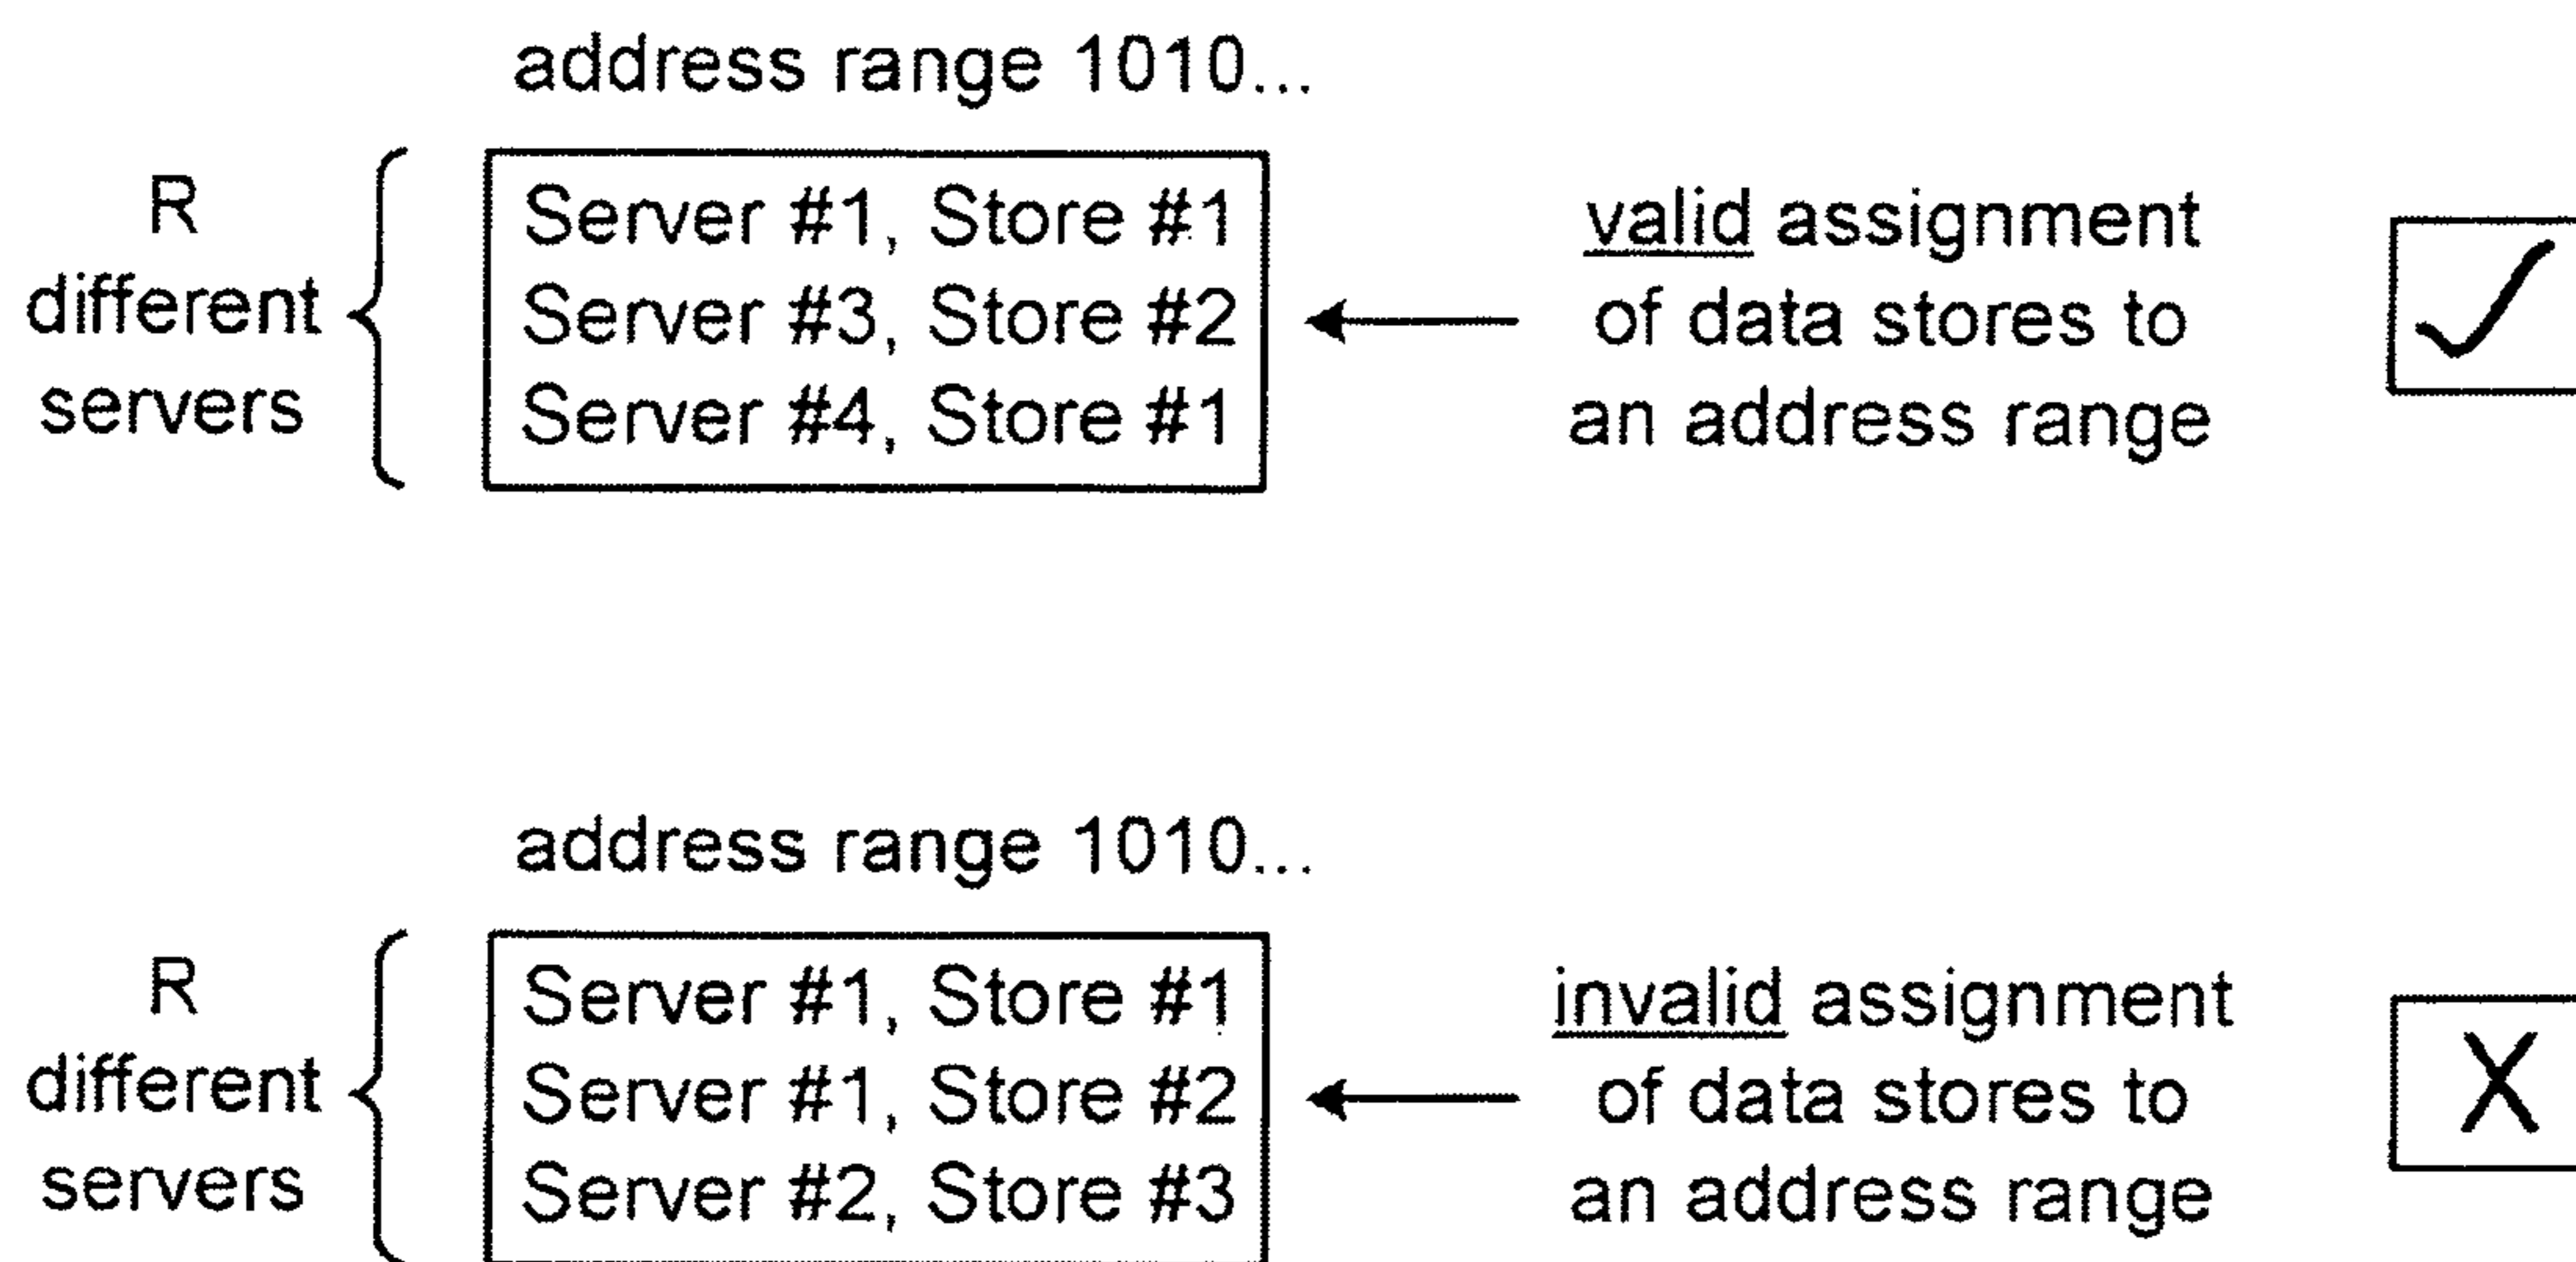 address range 1010...
R
different
servers
Server #1, Store #1
Server #3, Store #2
Server #4, Store #1
valid assignment
of data stores to
an address range
address range 1010...
R
different
servers
Server #1, Store #1
Server #1, Store #2
Server #2, Store #3
invalid assignment
of data stores to
an address range
X